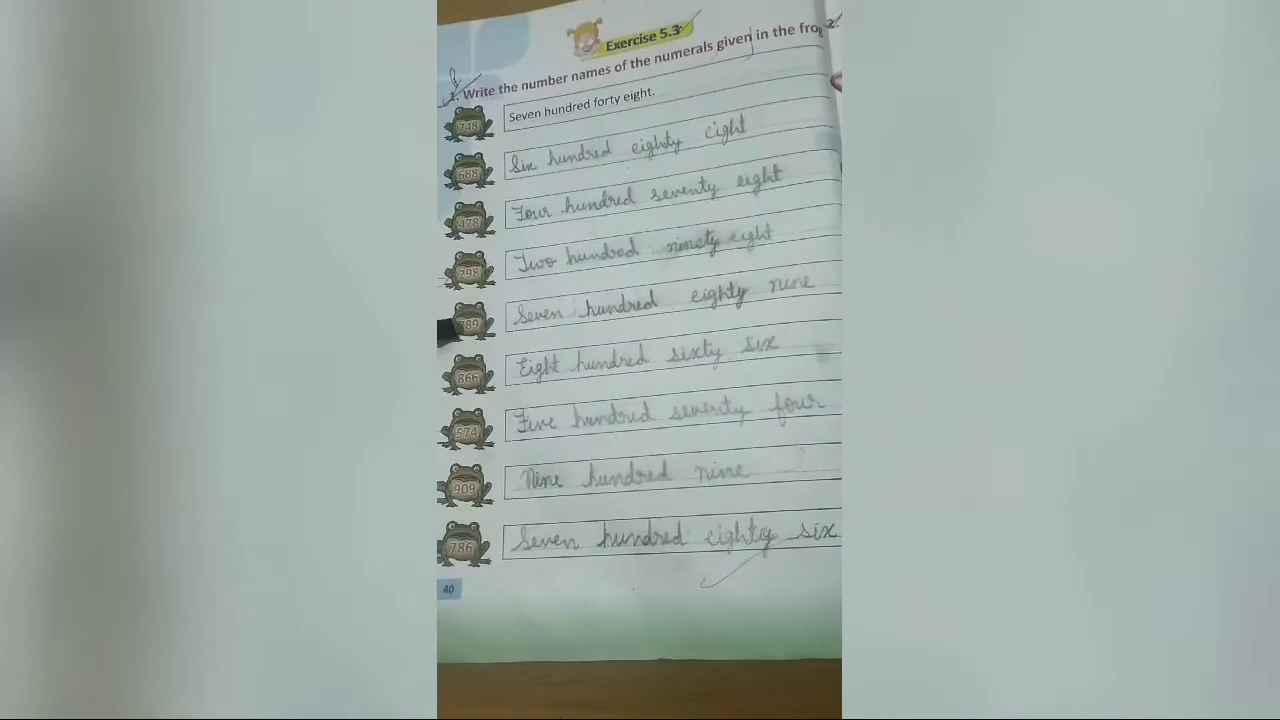 Exercise 5.3
2.
1. Write the number names of the numerals given in the frog
748 Seven hundred forty eight.
688 Six hundred eighty eight
478 Four hundred seventy eight
298 Two hundred ninety eight
789 Seven hundred eighty nine
866 Eight hundred sixty six
574 Five hundred seventy four
909 Nine hundred nine
786 Seven hundred eighty six
40